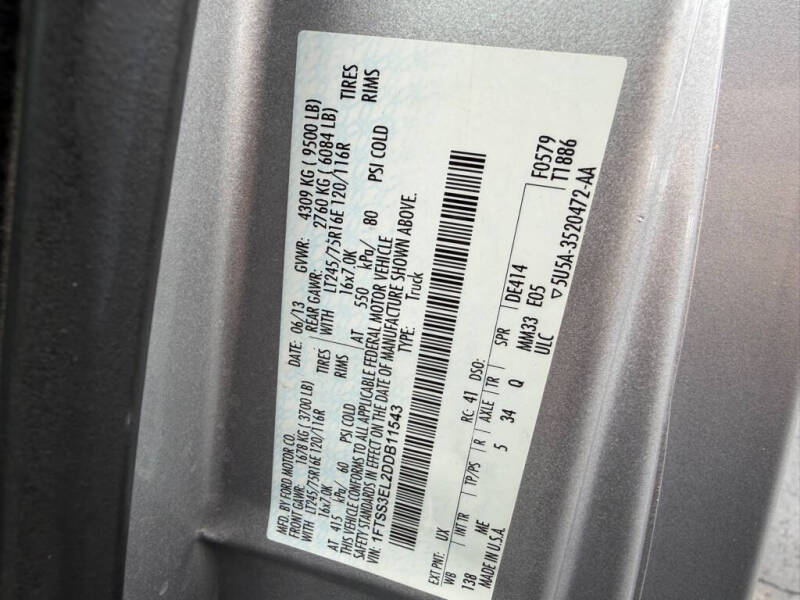 MFD. BY FORD MOTOR CO.
DATE: 06/13 GVWR: 4309 KG ( 9500 LB)
FRONT GAWR: 1678 KG ( 3700 LB) REAR GAWR: 2760 KG ( 6084 LB)
WITH LT245/75R16E 120/116R TIRES WITH LT245/75R16E 120/116R TIRES
16x7.0K RIMS 16x7.0K RIMS
AT 415 kPa/ 60 PSI COLD AT 550 kPa/ 80 PSI COLD
THIS VEHICLE CONFORMS TO ALL APPLICABLE FEDERAL MOTOR VEHICLE
SAFETY STANDARDS IN EFFECT ON THE DATE OF MANUFACTURE SHOWN ABOVE.
VIN: 1FTSS3EL2DDB11543 TYPE: Truck
EXT PNT: UX RC: 41 DSO: F0579
WB INT TR TP/PS R AXLE TR SPR DE414 T1886
138 ME 5 34 Q MM33 E05
MADE IN U.S.A. ULC ▽5U5A-3520472-AA